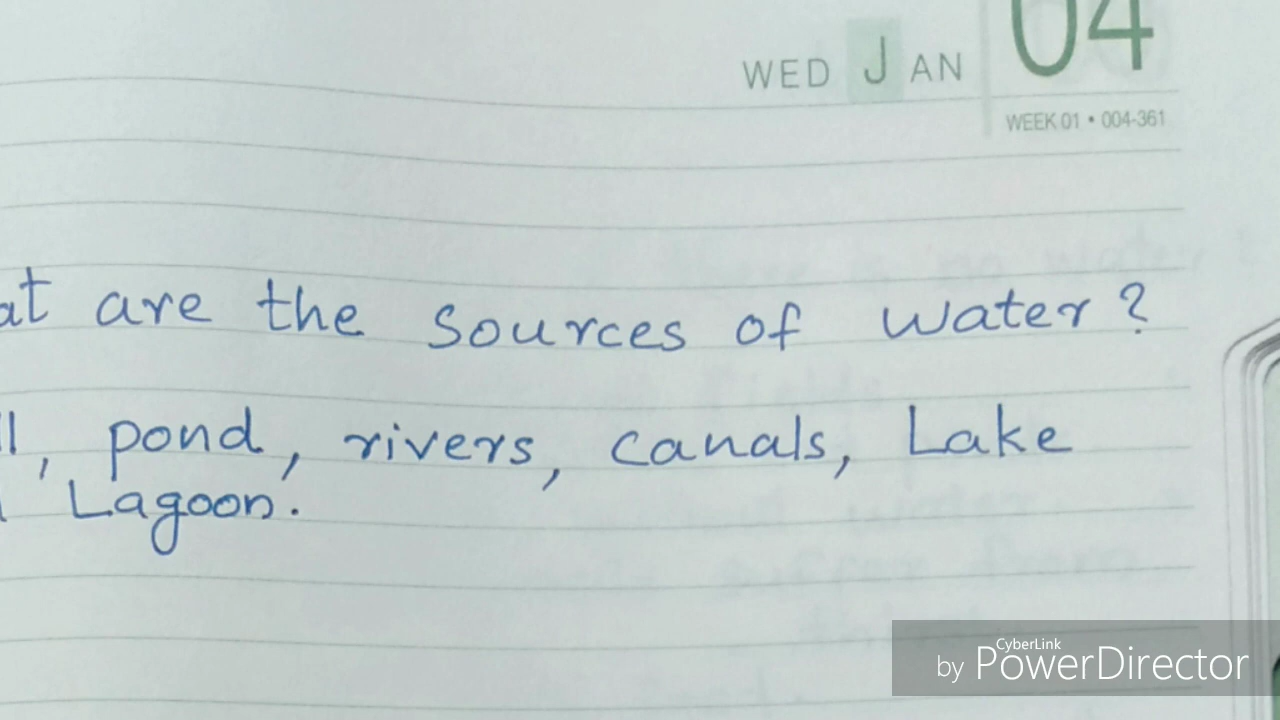 04
WED JAN
WEEK 01 • 004-361
at are the Sources of water?
ll, pond, rivers, canals, Lake
Lagoon.
CyberLink
by PowerDirector